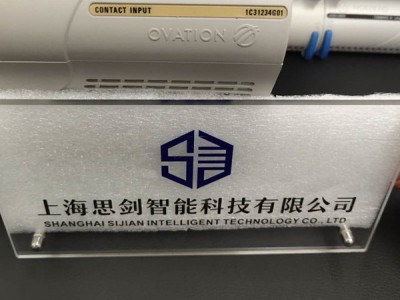 CONTACT INPUT 1C31234G01
OVATION
上海思剑智能科技有限公司
SHANGHAI SIJIAN INTELLIGENT TECHNOLOGY CO., LTD